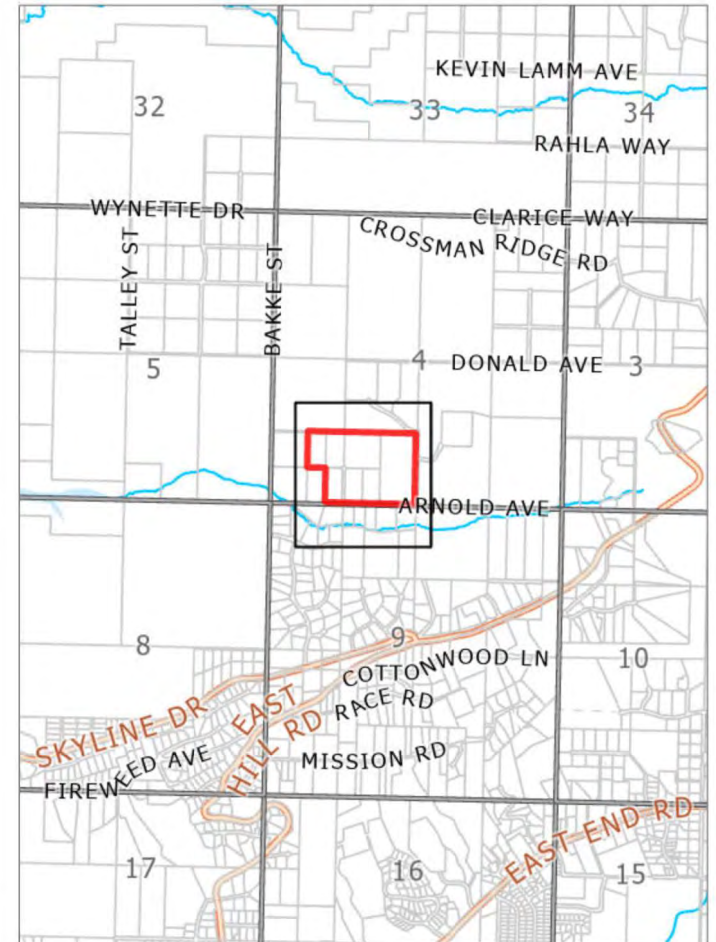 KEVIN LAMM AVE
32
33
34
RAHLA WAY
WYNETTE DR
CLARICE WAY
CROSSMAN RIDGE RD
TALLEY ST
BAKKE ST
5
4
DONALD AVE
3
ARNOLD AVE
8
9
10
COTTONWOOD LN
SKYLINE DR
EAST
HILL RD
RACE RD
MISSION RD
FIREWEED AVE
EAST END RD
17
16
15